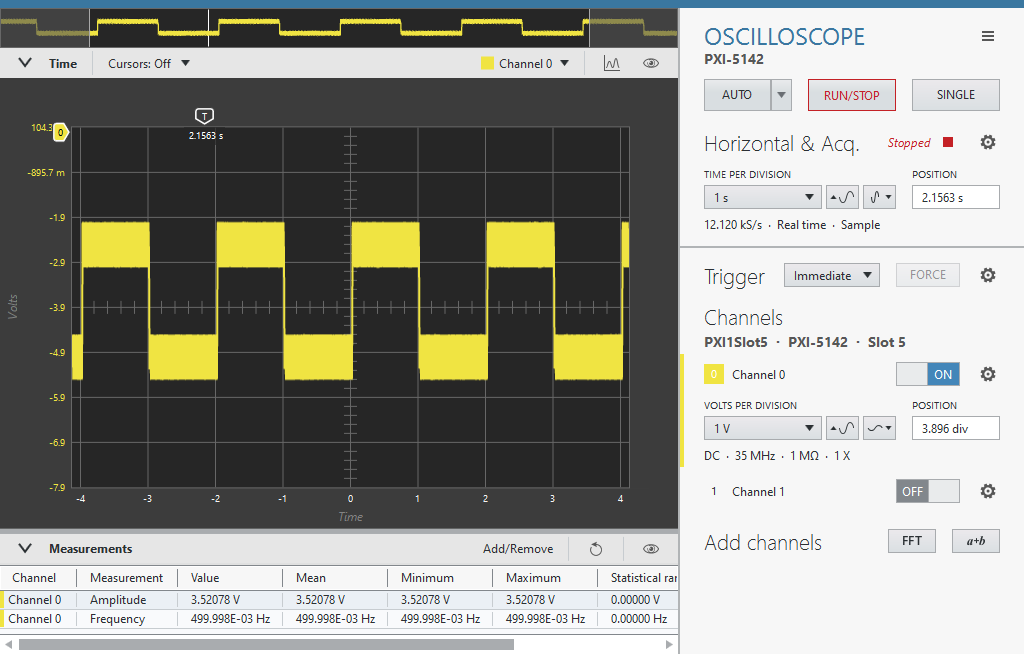 OSCILLOSCOPE
PXI-5142
AUTO
RUN/STOP
SINGLE
Horizontal & Acq.
Stopped
TIME PER DIVISION
POSITION
1 s
2.1563 s
12.120 kS/s · Real time · Sample
Trigger
Immediate
FORCE
Channels
PXI1Slot5 · PXI-5142 · Slot 5
0 Channel 0
ON
VOLTS PER DIVISION
POSITION
1 V
3.896 div
DC · 35 MHz · 1 MΩ · 1 X
1 Channel 1
OFF
Add channels
FFT
a+b
Time
Cursors: Off
Channel 0
T
2.1563 s
104.3
0
-895.7 m
-1.9
-2.9
-3.9
-4.9
-5.9
-6.9
-7.9
Volts
-4 -3 -2 -1 0 1 2 3 4
Time
Measurements
Add/Remove
Channel Measurement Value Mean Minimum Maximum Statistical ran
Channel 0 Amplitude 3.52078 V 3.52078 V 3.52078 V 3.52078 V 0.00000 V
Channel 0 Frequency 499.998E-03 Hz 499.998E-03 Hz 499.998E-03 Hz 499.998E-03 Hz 0.00000 Hz